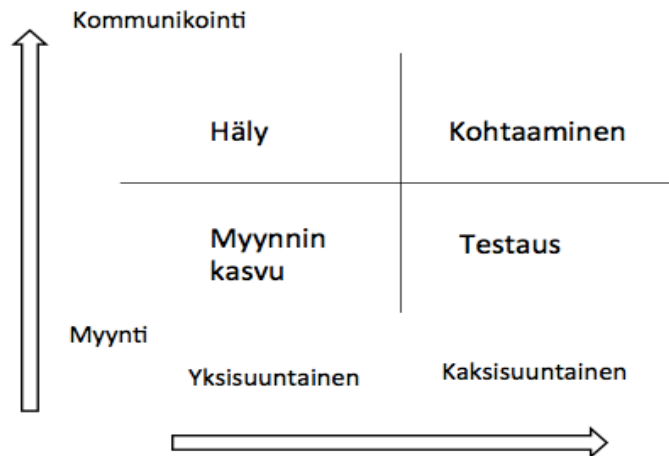 Kommunikointi
Häly
Kohtaaminen
Myynnin
kasvu
Testaus
Myynti
Yksisuuntainen
Kaksisuuntainen